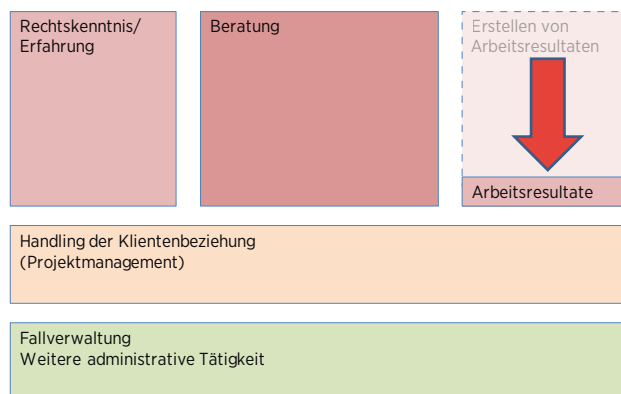 Rechtskenntnis/
Erfahrung
Beratung
Erstellen von
Arbeitsresultaten
Arbeitsresultate
Handling der Klientenbeziehung
(Projektmanagement)
Fallverwaltung
Weitere administrative Tätigkeit